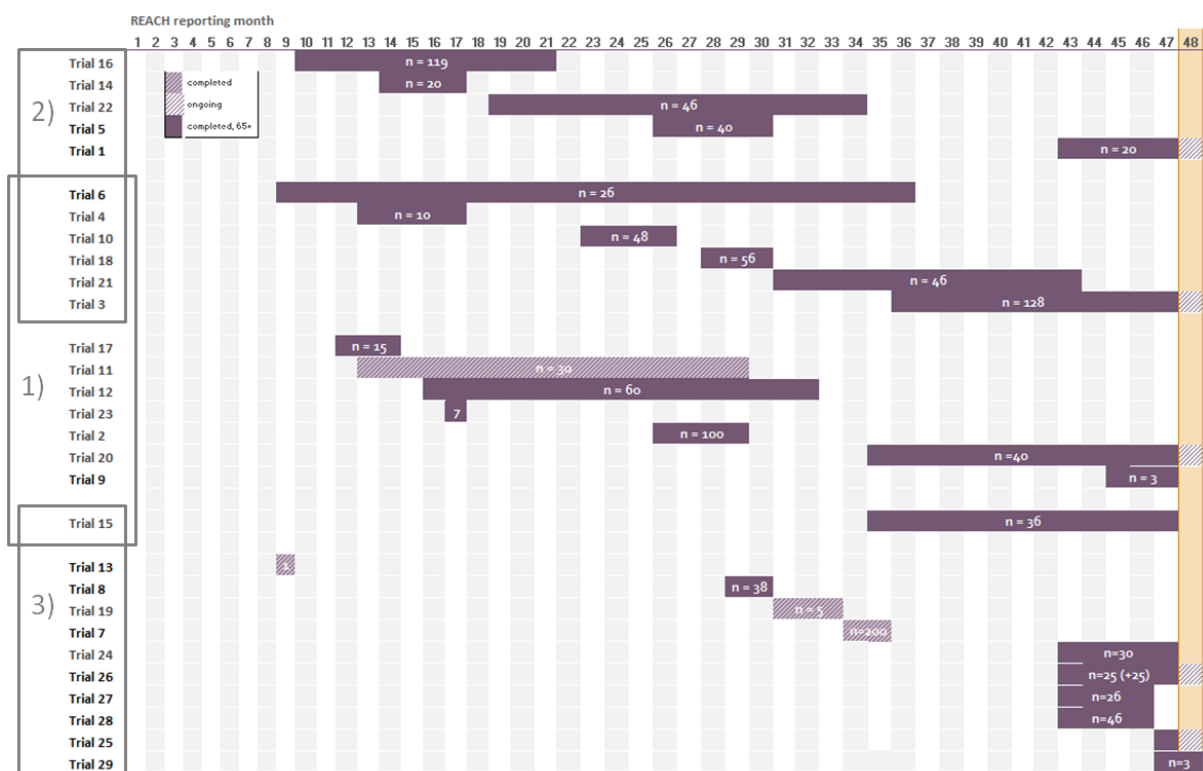 REACH reporting month
1 2 3 4 5 6 7 8 9 10 11 12 13 14 15 16 17 18 19 20 21 22 23 24 25 26 27 28 29 30 31 32 33 34 35 36 37 38 39 40 41 42 43 44 45 46 47 48
Trial 16 n = 119
completed
Trial 14 n = 20
ongoing
2)
Trial 22 n = 46
completed, 65+
Trial 5 n = 40
Trial 1 n = 20
Trial 6 n = 26
Trial 4 n = 10
Trial 10 n = 48
Trial 18 n = 56
Trial 21 n = 46
Trial 3 n = 128
Trial 17 n = 15
Trial 11 n = 30
1)
Trial 12 n = 60
Trial 23 7
Trial 2 n = 100
Trial 20 n =40
Trial 9 n = 3
Trial 15 n = 36
Trial 13 1
Trial 8 n = 38
3)
Trial 19 n = 5
Trial 7 n=200
Trial 24 n=30
Trial 26 n=25 (+25)
Trial 27 n=26
Trial 28 n=46
Trial 25
Trial 29 n=3